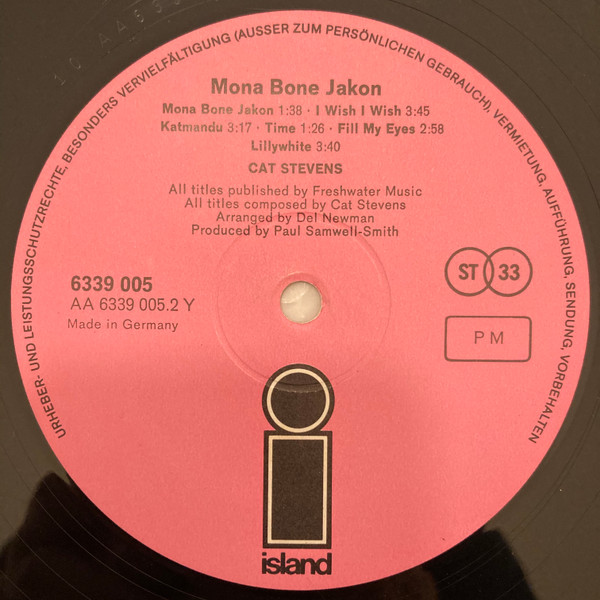 URHEBER- UND LEISTUNGSSCHUTZRECHTE, BESONDERS VERVIELFÄLTIGUNG (AUSSER ZUM PERSÖNLICHEN GEBRAUCH), VERMIETUNG, AUFFÜHRUNG, SENDUNG, VORBEHALTEN
Mona Bone Jakon
Mona Bone Jakon 1:38 · I Wish I Wish 3:45
Katmandu 3:17 · Time 1:26 · Fill My Eyes 2:58
Lillywhite 3:40
CAT STEVENS
All titles published by Freshwater Music
All titles composed by Cat Stevens
Arranged by Del Newman
Produced by Paul Samwell-Smith
6339 005
AA 6339 005.2 Y
Made in Germany
ST 33
P M
island